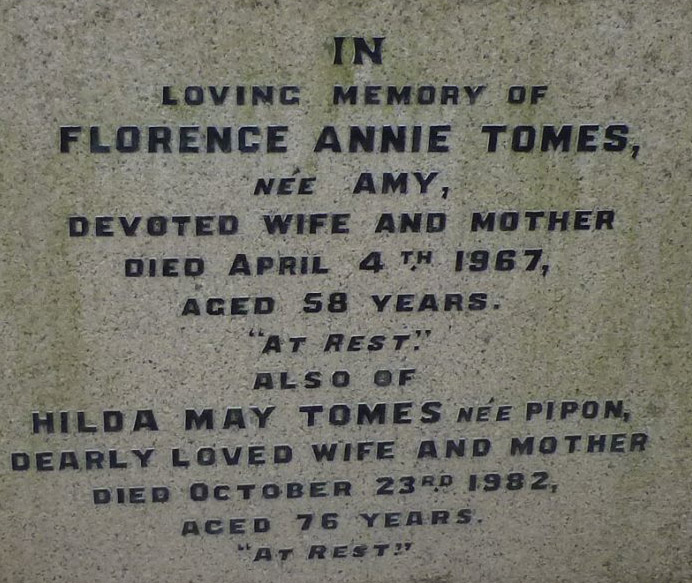 IN
LOVING MEMORY OF
FLORENCE ANNIE TOMES,
NÉE AMY,
DEVOTED WIFE AND MOTHER
DIED APRIL 4TH 1967,
AGED 58 YEARS.
"AT REST."
ALSO OF
HILDA MAY TOMES NÉE PIPON,
DEARLY LOVED WIFE AND MOTHER
DIED OCTOBER 23RD 1982,
AGED 76 YEARS.
"AT REST"